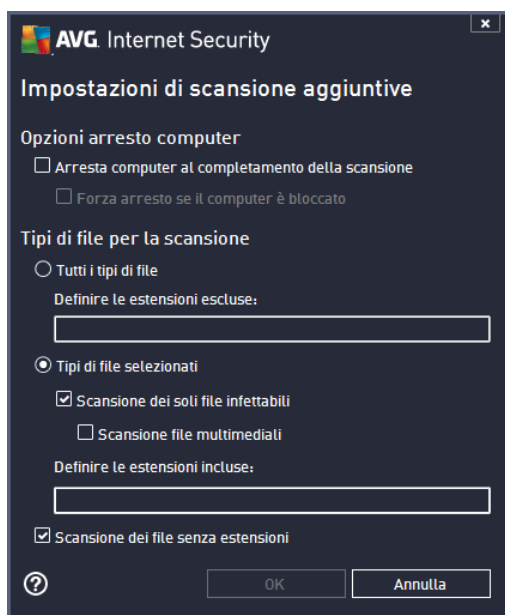 AVG. Internet Security
Impostazioni di scansione aggiuntive
Opzioni arresto computer
Arresta computer al completamento della scansione
Forza arresto se il computer è bloccato
Tipi di file per la scansione
Tutti i tipi di file
Definire le estensioni escluse:
Tipi di file selezionati
Scansione dei soli file infettabili
Scansione file multimediali
Definire le estensioni incluse:
Scansione dei file senza estensioni
OK Annulla